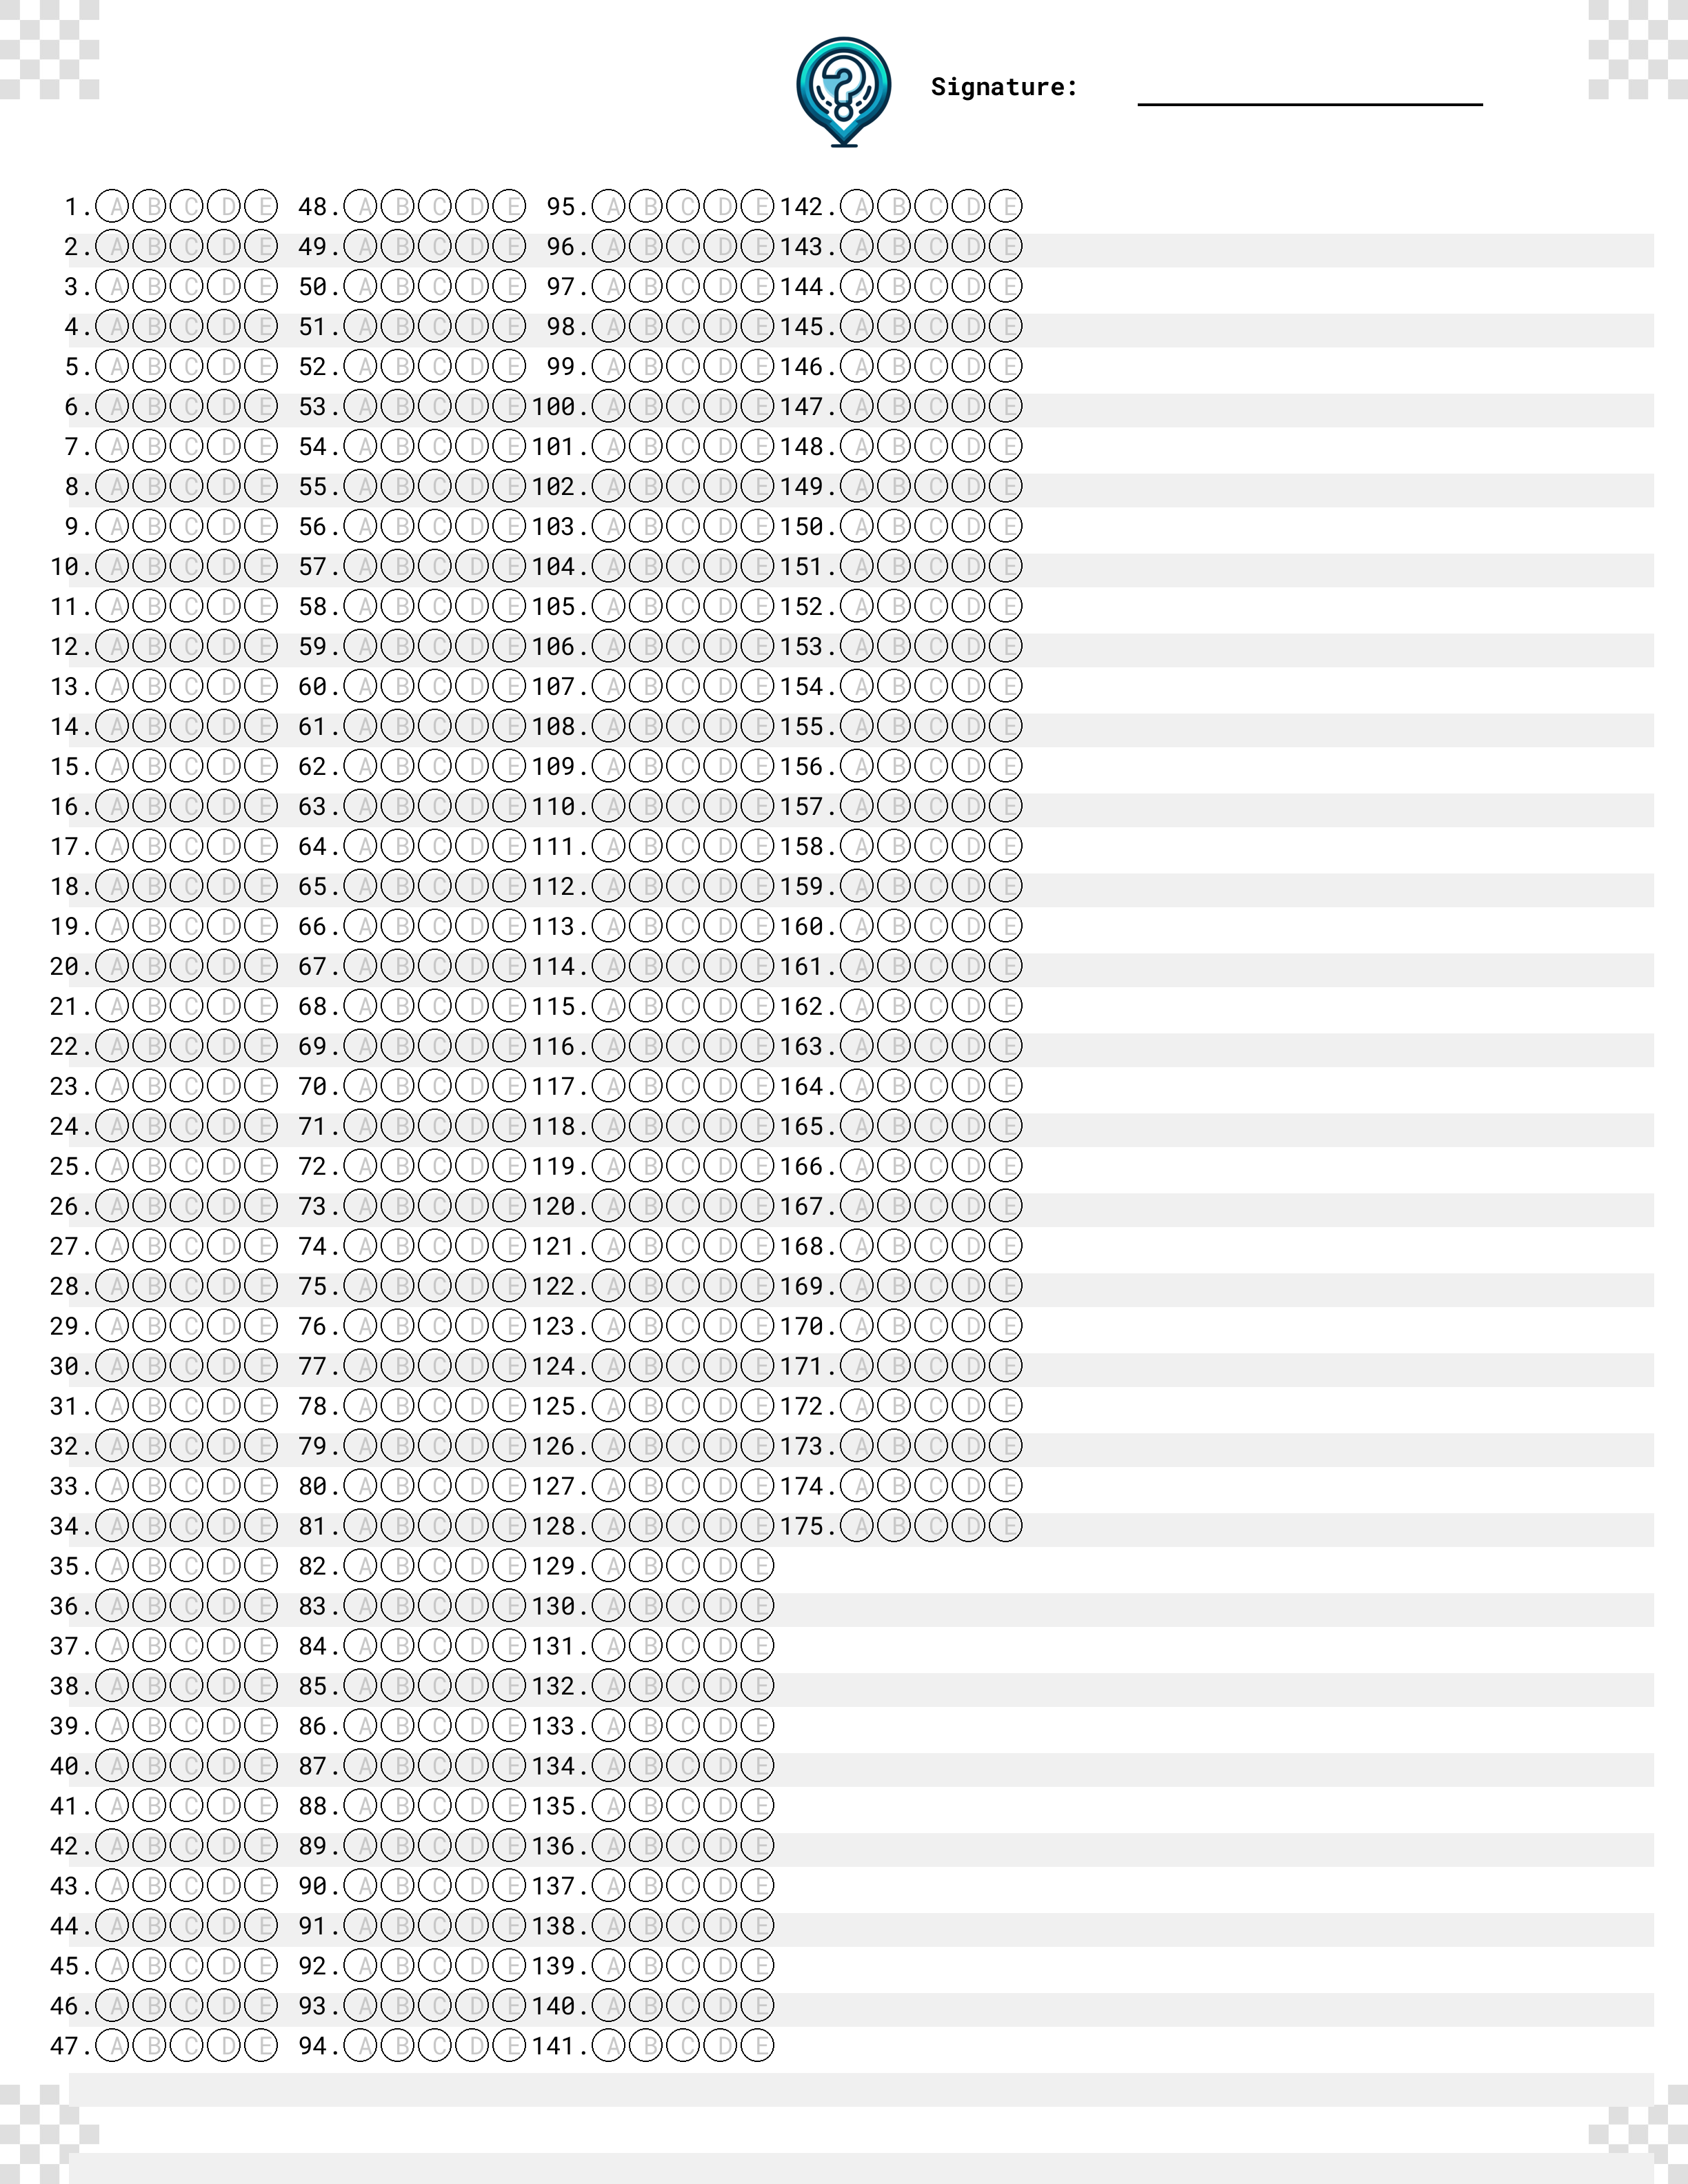 Signature:
1. A B C D E 48. A B C D E 95. A B C D E 142. A B C D E
2. A B C D E 49. A B C D E 96. A B C D E 143. A B C D E
3. A B C D E 50. A B C D E 97. A B C D E 144. A B C D E
4. A B C D E 51. A B C D E 98. A B C D E 145. A B C D E
5. A B C D E 52. A B C D E 99. A B C D E 146. A B C D E
6. A B C D E 53. A B C D E 100. A B C D E 147. A B C D E
7. A B C D E 54. A B C D E 101. A B C D E 148. A B C D E
8. A B C D E 55. A B C D E 102. A B C D E 149. A B C D E
9. A B C D E 56. A B C D E 103. A B C D E 150. A B C D E
10. A B C D E 57. A B C D E 104. A B C D E 151. A B C D E
11. A B C D E 58. A B C D E 105. A B C D E 152. A B C D E
12. A B C D E 59. A B C D E 106. A B C D E 153. A B C D E
13. A B C D E 60. A B C D E 107. A B C D E 154. A B C D E
14. A B C D E 61. A B C D E 108. A B C D E 155. A B C D E
15. A B C D E 62. A B C D E 109. A B C D E 156. A B C D E
16. A B C D E 63. A B C D E 110. A B C D E 157. A B C D E
17. A B C D E 64. A B C D E 111. A B C D E 158. A B C D E
18. A B C D E 65. A B C D E 112. A B C D E 159. A B C D E
19. A B C D E 66. A B C D E 113. A B C D E 160. A B C D E
20. A B C D E 67. A B C D E 114. A B C D E 161. A B C D E
21. A B C D E 68. A B C D E 115. A B C D E 162. A B C D E
22. A B C D E 69. A B C D E 116. A B C D E 163. A B C D E
23. A B C D E 70. A B C D E 117. A B C D E 164. A B C D E
24. A B C D E 71. A B C D E 118. A B C D E 165. A B C D E
25. A B C D E 72. A B C D E 119. A B C D E 166. A B C D E
26. A B C D E 73. A B C D E 120. A B C D E 167. A B C D E
27. A B C D E 74. A B C D E 121. A B C D E 168. A B C D E
28. A B C D E 75. A B C D E 122. A B C D E 169. A B C D E
29. A B C D E 76. A B C D E 123. A B C D E 170. A B C D E
30. A B C D E 77. A B C D E 124. A B C D E 171. A B C D E
31. A B C D E 78. A B C D E 125. A B C D E 172. A B C D E
32. A B C D E 79. A B C D E 126. A B C D E 173. A B C D E
33. A B C D E 80. A B C D E 127. A B C D E 174. A B C D E
34. A B C D E 81. A B C D E 128. A B C D E 175. A B C D E
35. A B C D E 82. A B C D E 129. A B C D E
36. A B C D E 83. A B C D E 130. A B C D E
37. A B C D E 84. A B C D E 131. A B C D E
38. A B C D E 85. A B C D E 132. A B C D E
39. A B C D E 86. A B C D E 133. A B C D E
40. A B C D E 87. A B C D E 134. A B C D E
41. A B C D E 88. A B C D E 135. A B C D E
42. A B C D E 89. A B C D E 136. A B C D E
43. A B C D E 90. A B C D E 137. A B C D E
44. A B C D E 91. A B C D E 138. A B C D E
45. A B C D E 92. A B C D E 139. A B C D E
46. A B C D E 93. A B C D E 140. A B C D E
47. A B C D E 94. A B C D E 141. A B C D E